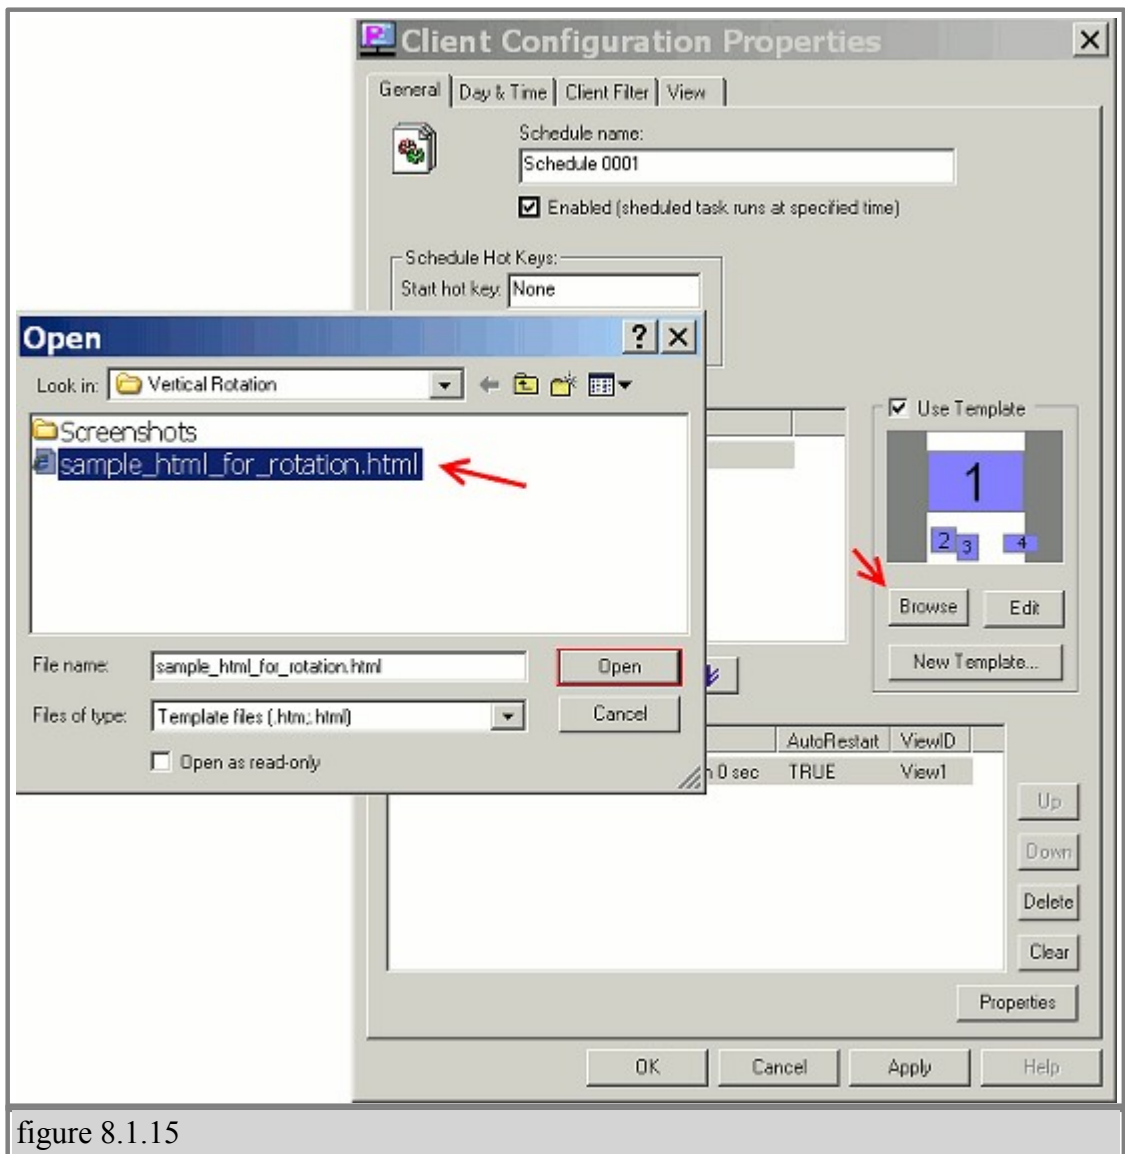 Client Configuration Properties
General Day & Time Client Filter View
Schedule name:
Schedule 0001
Enabled (sheduled task runs at specified time)
Schedule Hot Keys:
Start hot key: None
Open
Look in: Vertical Rotation
Screenshots
sample_html_for_rotation.html
File name: sample_html_for_rotation.html Open
Files of type: Template files (.htm;.html) Cancel
Open as read-only
Use Template
1
2 3 4
Browse Edit
New Template...
AutoRestart ViewID
0 sec TRUE View1
Up
Down
Delete
Clear
Properties
OK Cancel Apply Help
figure 8.1.15